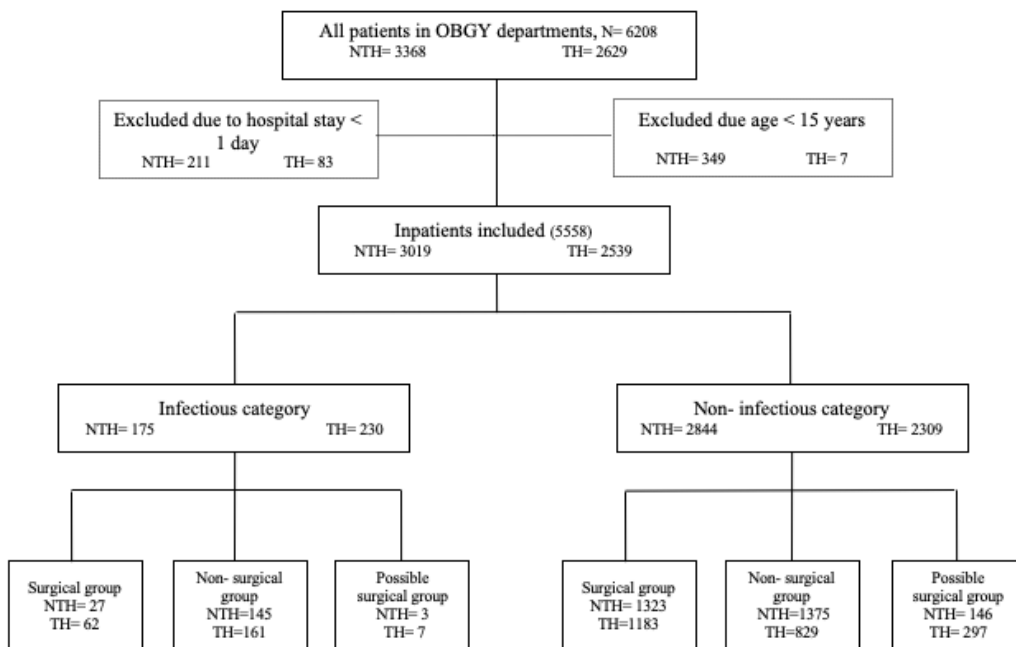 All patients in OBGY departments, N= 6208
NTH= 3368 TH= 2629
Excluded due to hospital stay <
1 day
NTH= 211 TH= 83
Excluded due age < 15 years
NTH= 349 TH= 7
Inpatients included (5558)
NTH= 3019 TH= 2539
Infectious category
NTH= 175 TH= 230
Non- infectious category
NTH= 2844 TH= 2309
Surgical group
NTH= 27
TH= 62
Non- surgical
group
NTH=145
TH=161
Possible
surgical group
NTH= 3
TH= 7
Surgical group
NTH= 1323
TH=1183
Non- surgical
group
NTH=1375
TH=829
Possible
surgical group
NTH= 146
TH= 297